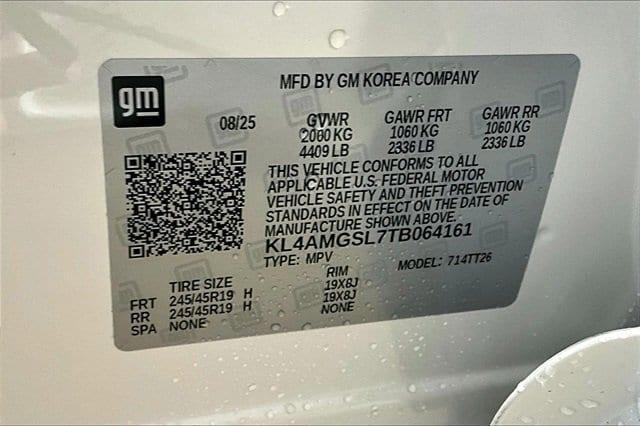 MFD BY GM KOREA COMPANY
gm
08/25 GVWR GAWR FRT GAWR RR
2000 KG 1060 KG 1060 KG
4409 LB 2336 LB 2336 LB
THIS VEHICLE CONFORMS TO ALL
APPLICABLE U.S. FEDERAL MOTOR
VEHICLE SAFETY AND THEFT PREVENTION
STANDARDS IN EFFECT ON THE DATE OF
MANUFACTURE SHOWN ABOVE.
KL4AMGSL7TB064161
TYPE: MPV MODEL: 714TT26
TIRE SIZE RIM
FRT 245/45R19 H 19X8J
RR 245/45R19 H 19X8J
SPA NONE NONE